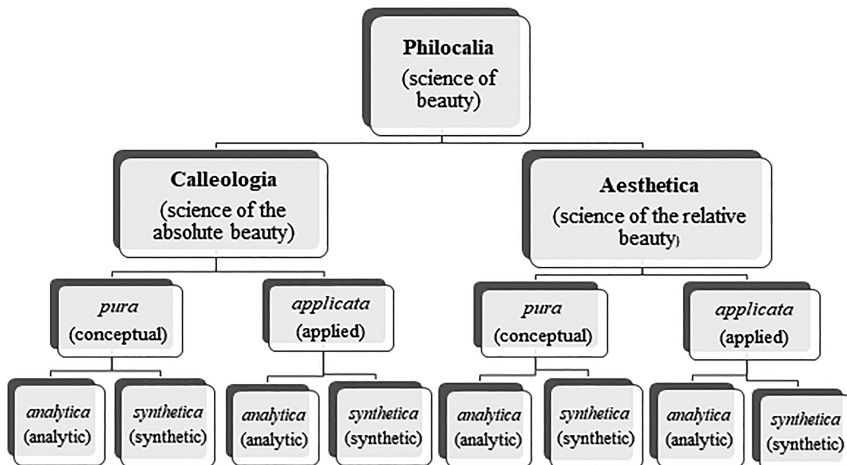 Philocalia
(science of
beauty)
Calleologia
(science of the
absolute beauty)
Aesthetica
(science of the relative
beauty}
pura
(conceptual)
applicata
(applied)
pura
(conceptual)
applicata
(applied)
analytica
(analytic)
synthetica
(synthetic)
analytica
(analytic)
synthetica
(synthetic)
analytica
(analytic)
synthetica
(synthetic)
analytica
(analytic)
synthetica
(synthetic)